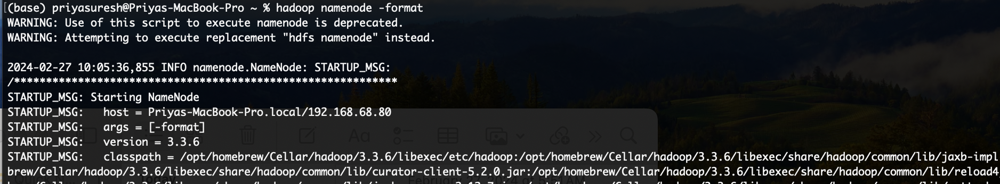 [(base) priyasuresh@Priyas-MacBook-Pro ~ % hadoop namenode -format
WARNING: Use of this script to execute namenode is deprecated.
WARNING: Attempting to execute replacement "hdfs namenode" instead.
2024-02-27 10:05:36,855 INFO namenode.NameNode: STARTUP_MSG:
/************************************************************
STARTUP_MSG: Starting NameNode
STARTUP_MSG:   host = Priyas-MacBook-Pro.local/192.168.68.80
STARTUP_MSG:   args = [-format]
STARTUP_MSG:   version = 3.3.6
STARTUP_MSG:   classpath = /opt/homebrew/Cellar/hadoop/3.3.6/libexec/etc/hadoop:/opt/homebrew/Cellar/hadoop/3.3.6/libexec/share/hadoop/common/lib/jaxb-impl
brew/Cellar/hadoop/3.3.6/libexec/share/hadoop/common/lib/curator-client-5.2.0.jar:/opt/homebrew/Cellar/hadoop/3.3.6/libexec/share/hadoop/common/lib/reload4